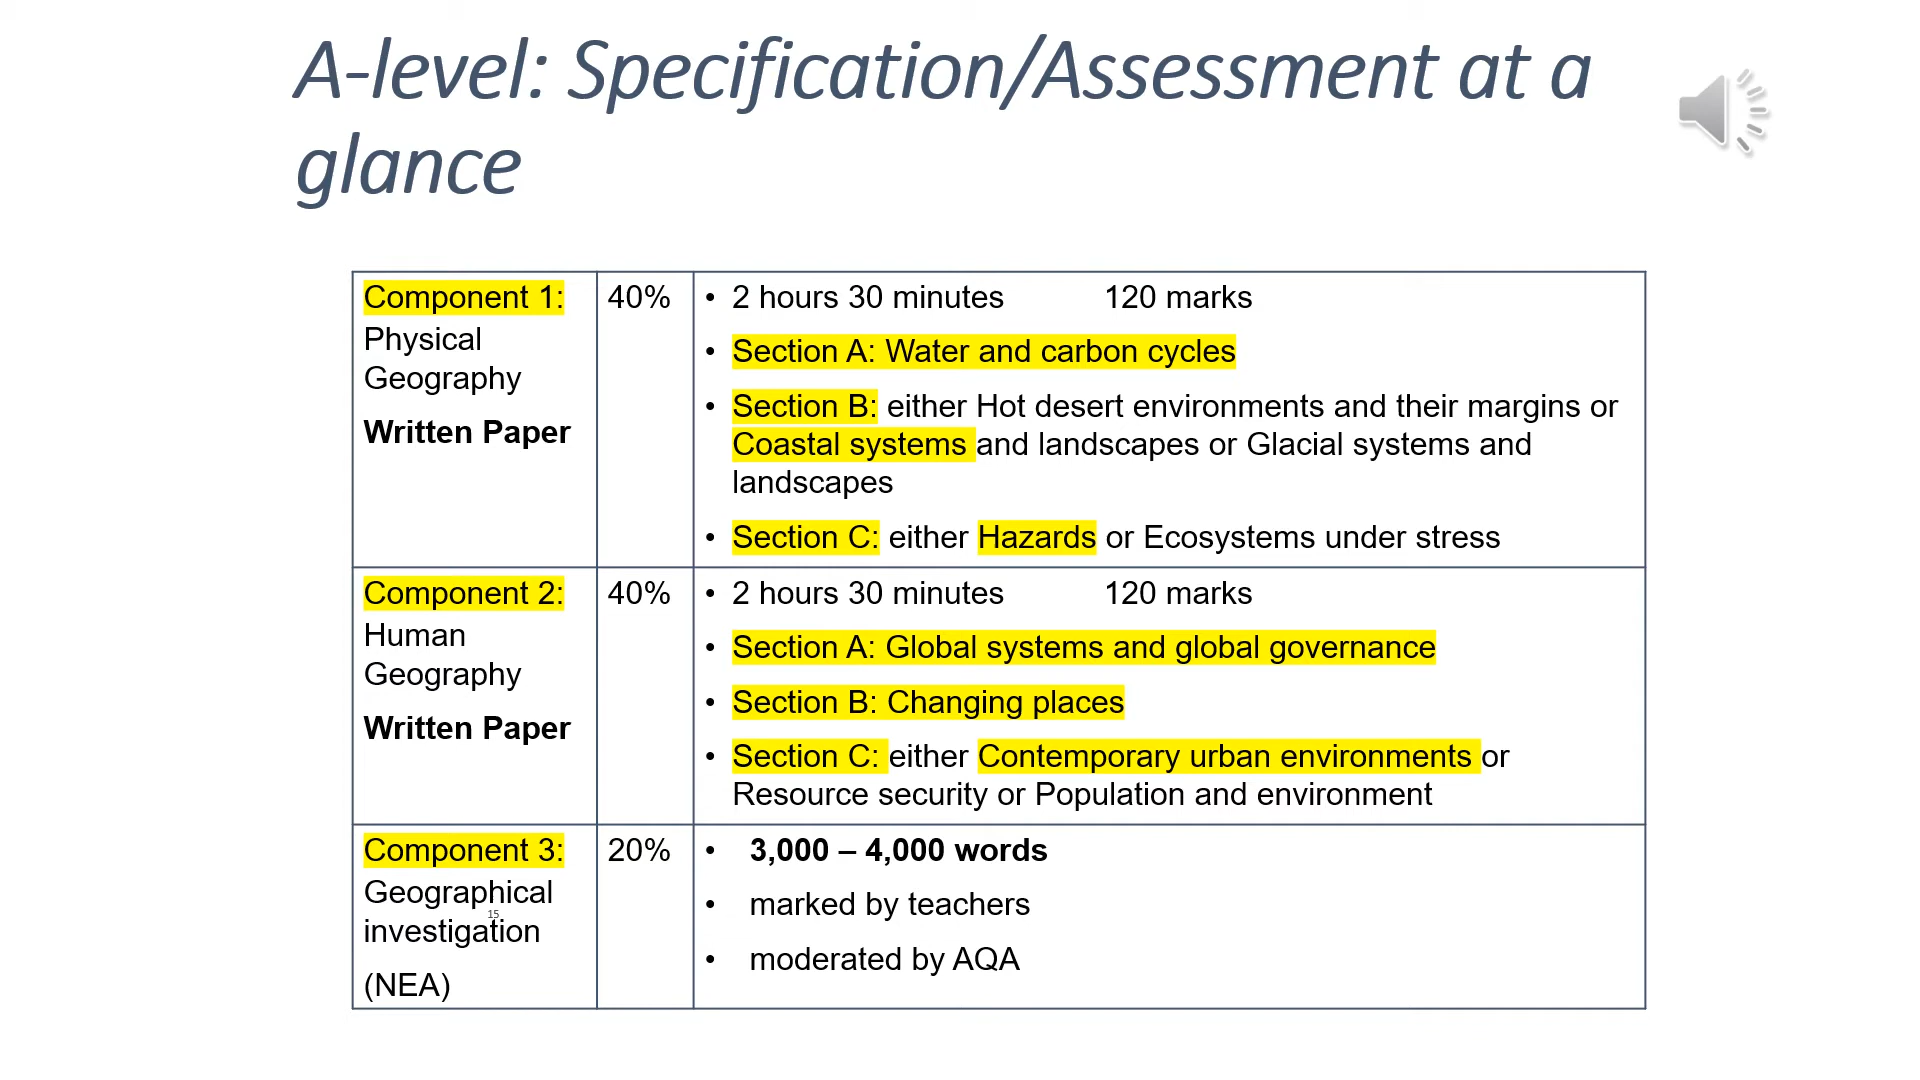 A-level: Specification/Assessment at a
glance
Component 1:
Physical
Geography
Written Paper
40%
• 2 hours 30 minutes 120 marks
• Section A: Water and carbon cycles
• Section B: either Hot desert environments and their margins or
Coastal systems and landscapes or Glacial systems and
landscapes
• Section C: either Hazards or Ecosystems under stress
Component 2:
Human
Geography
Written Paper
40%
• 2 hours 30 minutes 120 marks
• Section A: Global systems and global governance
• Section B: Changing places
• Section C: either Contemporary urban environments or
Resource security or Population and environment
Component 3:
Geographical
15
investigation
(NEA)
20%
• 3,000 – 4,000 words
• marked by teachers
• moderated by AQA